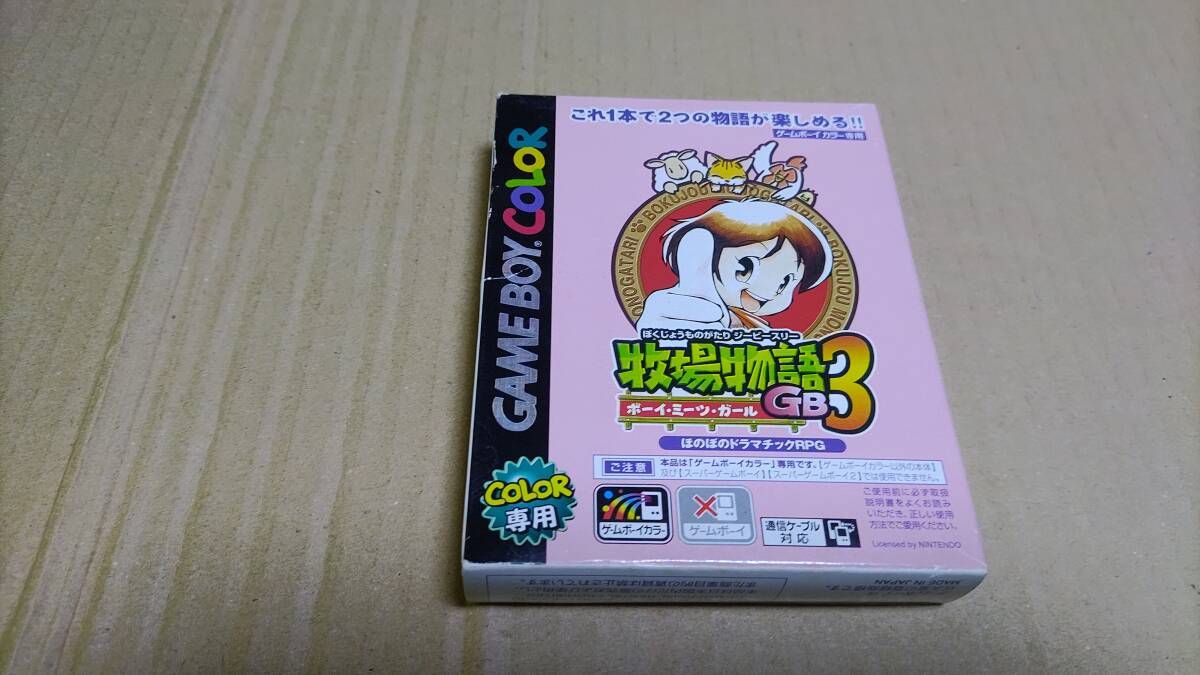 これ1本で2つの物語が楽しめる!!
ゲームボーイカラー専用
GAME BOY COLOR
ONOGATARI BOKUJOU MONOGATARI BOKUJOU MON
ぼくじょうものがたり ジービースリー
牧場物語
GB3
ボーイ・ミーツ・ガール
ほのぼのドラマチックRPG
ご注意
本品は「ゲームボーイカラー」専用です。【ゲームボーイカラー以外の本体】
及び【スーパーゲームボーイ】【スーパーゲームボーイ2】では使用できません。
COLOR
専用
ゲームボーイカラー
ゲームボーイ
通信ケーブル
対応
ご使用前に必ず取扱
説明書をよくお読み
いただき、正しい使用
方法でご愛用ください。
Licensed by NINTENDO
MADE IN JAPAN